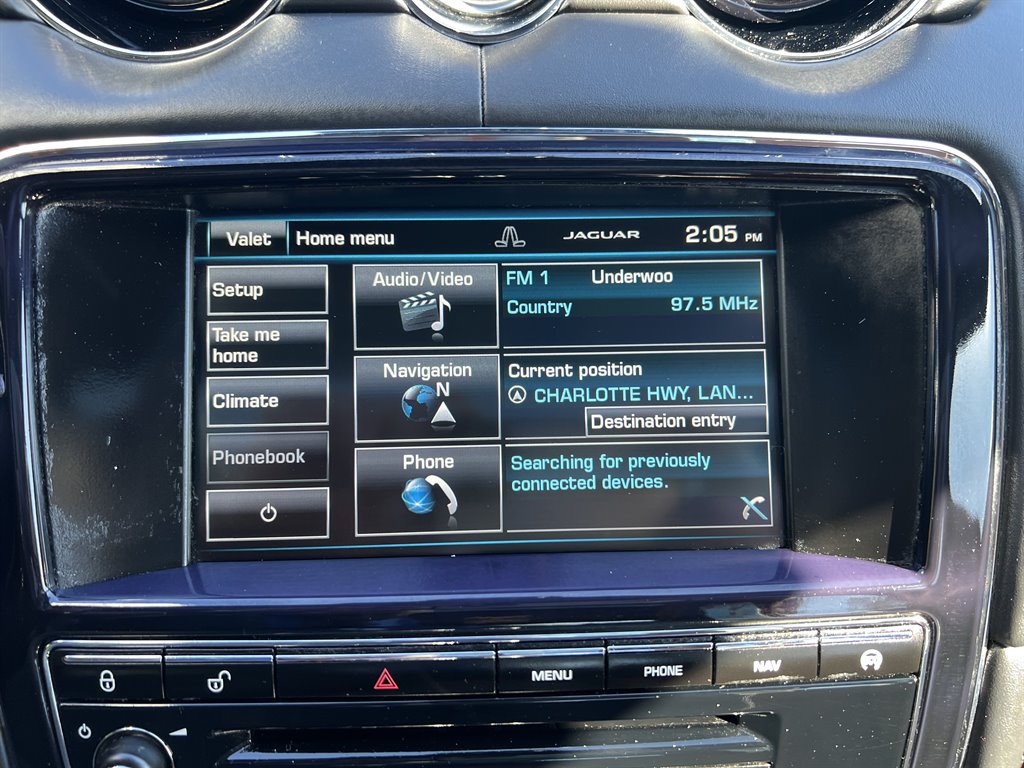 Valet Home menu JAGUAR 2:05 PM
Setup
Take me
home
Climate
Phonebook
Audio/Video
Navigation
N
Phone
FM 1 Underwoo
Country 97.5 MHz
Current position
CHARLOTTE HWY, LAN...
Destination entry
Searching for previously
connected devices.
MENU PHONE NAV